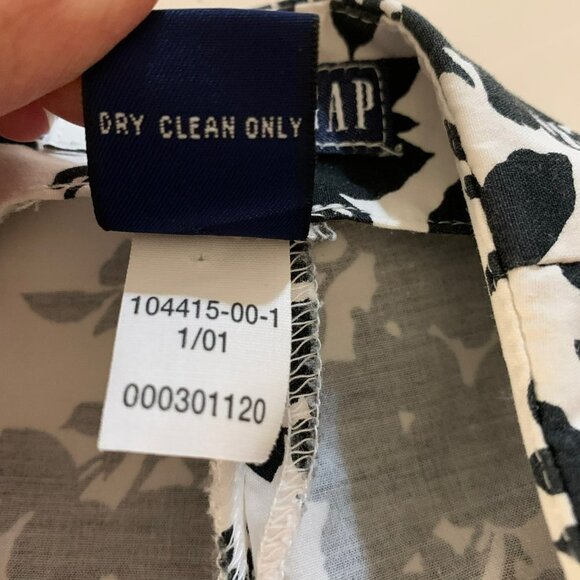 DRY CLEAN ONLY
AP
104415-00-1
1/01
000301120